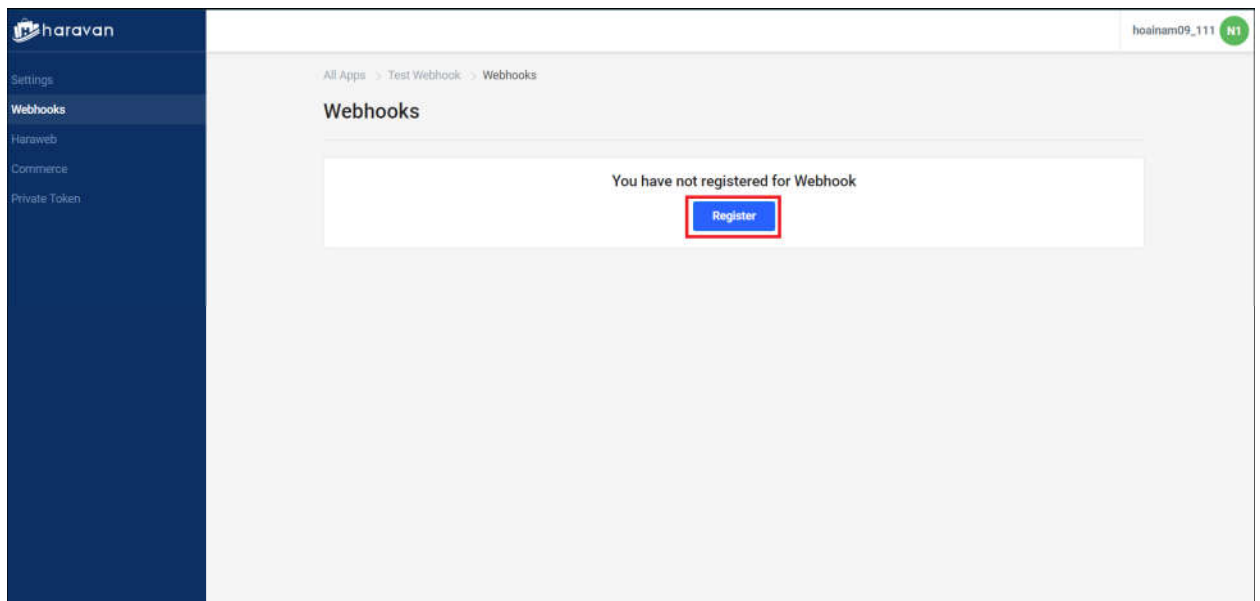 haravan
hoainam09_111 N1
Settings
Webhooks
Haraweb
Commerce
Private Token
All Apps > Test Webhook > Webhooks
Webhooks
You have not registered for Webhook
Register